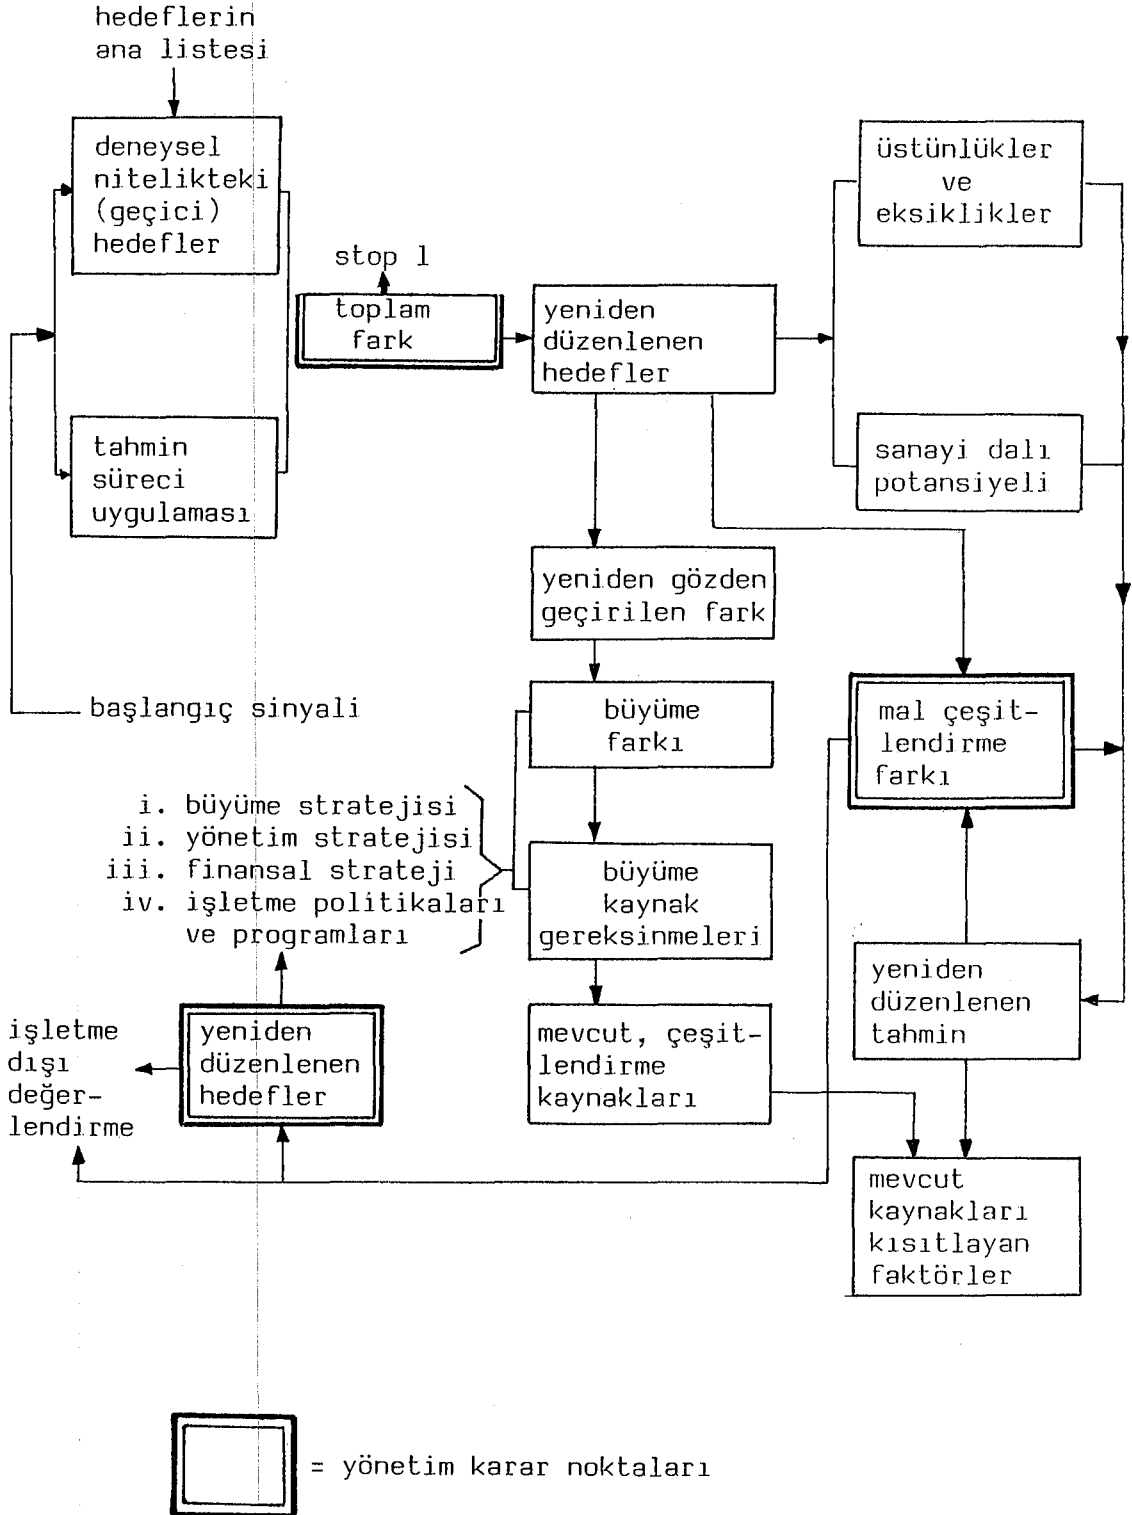 hedeflerin
ana listesi
deneysel
nitelikteki
(geçici)
hedefler
üstünlükler
ve
eksiklikler
stop 1
toplam
fark
yeniden
düzenlenen
hedefler
tahmin
süreci
uygulaması
sanayi dalı
potansiyeli
yeniden gözden
geçirilen fark
başlangıç sinyali
büyüme
farkı
mal çeşit-
lendirme
farkı
i. büyüme stratejisi
ii. yönetim stratejisi
iii. finansal strateji
iv. işletme politikaları
ve programları
büyüme
kaynak
gereksinmeleri
yeniden
düzenlenen
tahmin
işletme
dışı
değer-
lendirme
yeniden
düzenlenen
hedefler
mevcut, çeşit-
lendirme
kaynakları
mevcut
kaynakları
kısıtlayan
faktörler
= yönetim karar noktaları